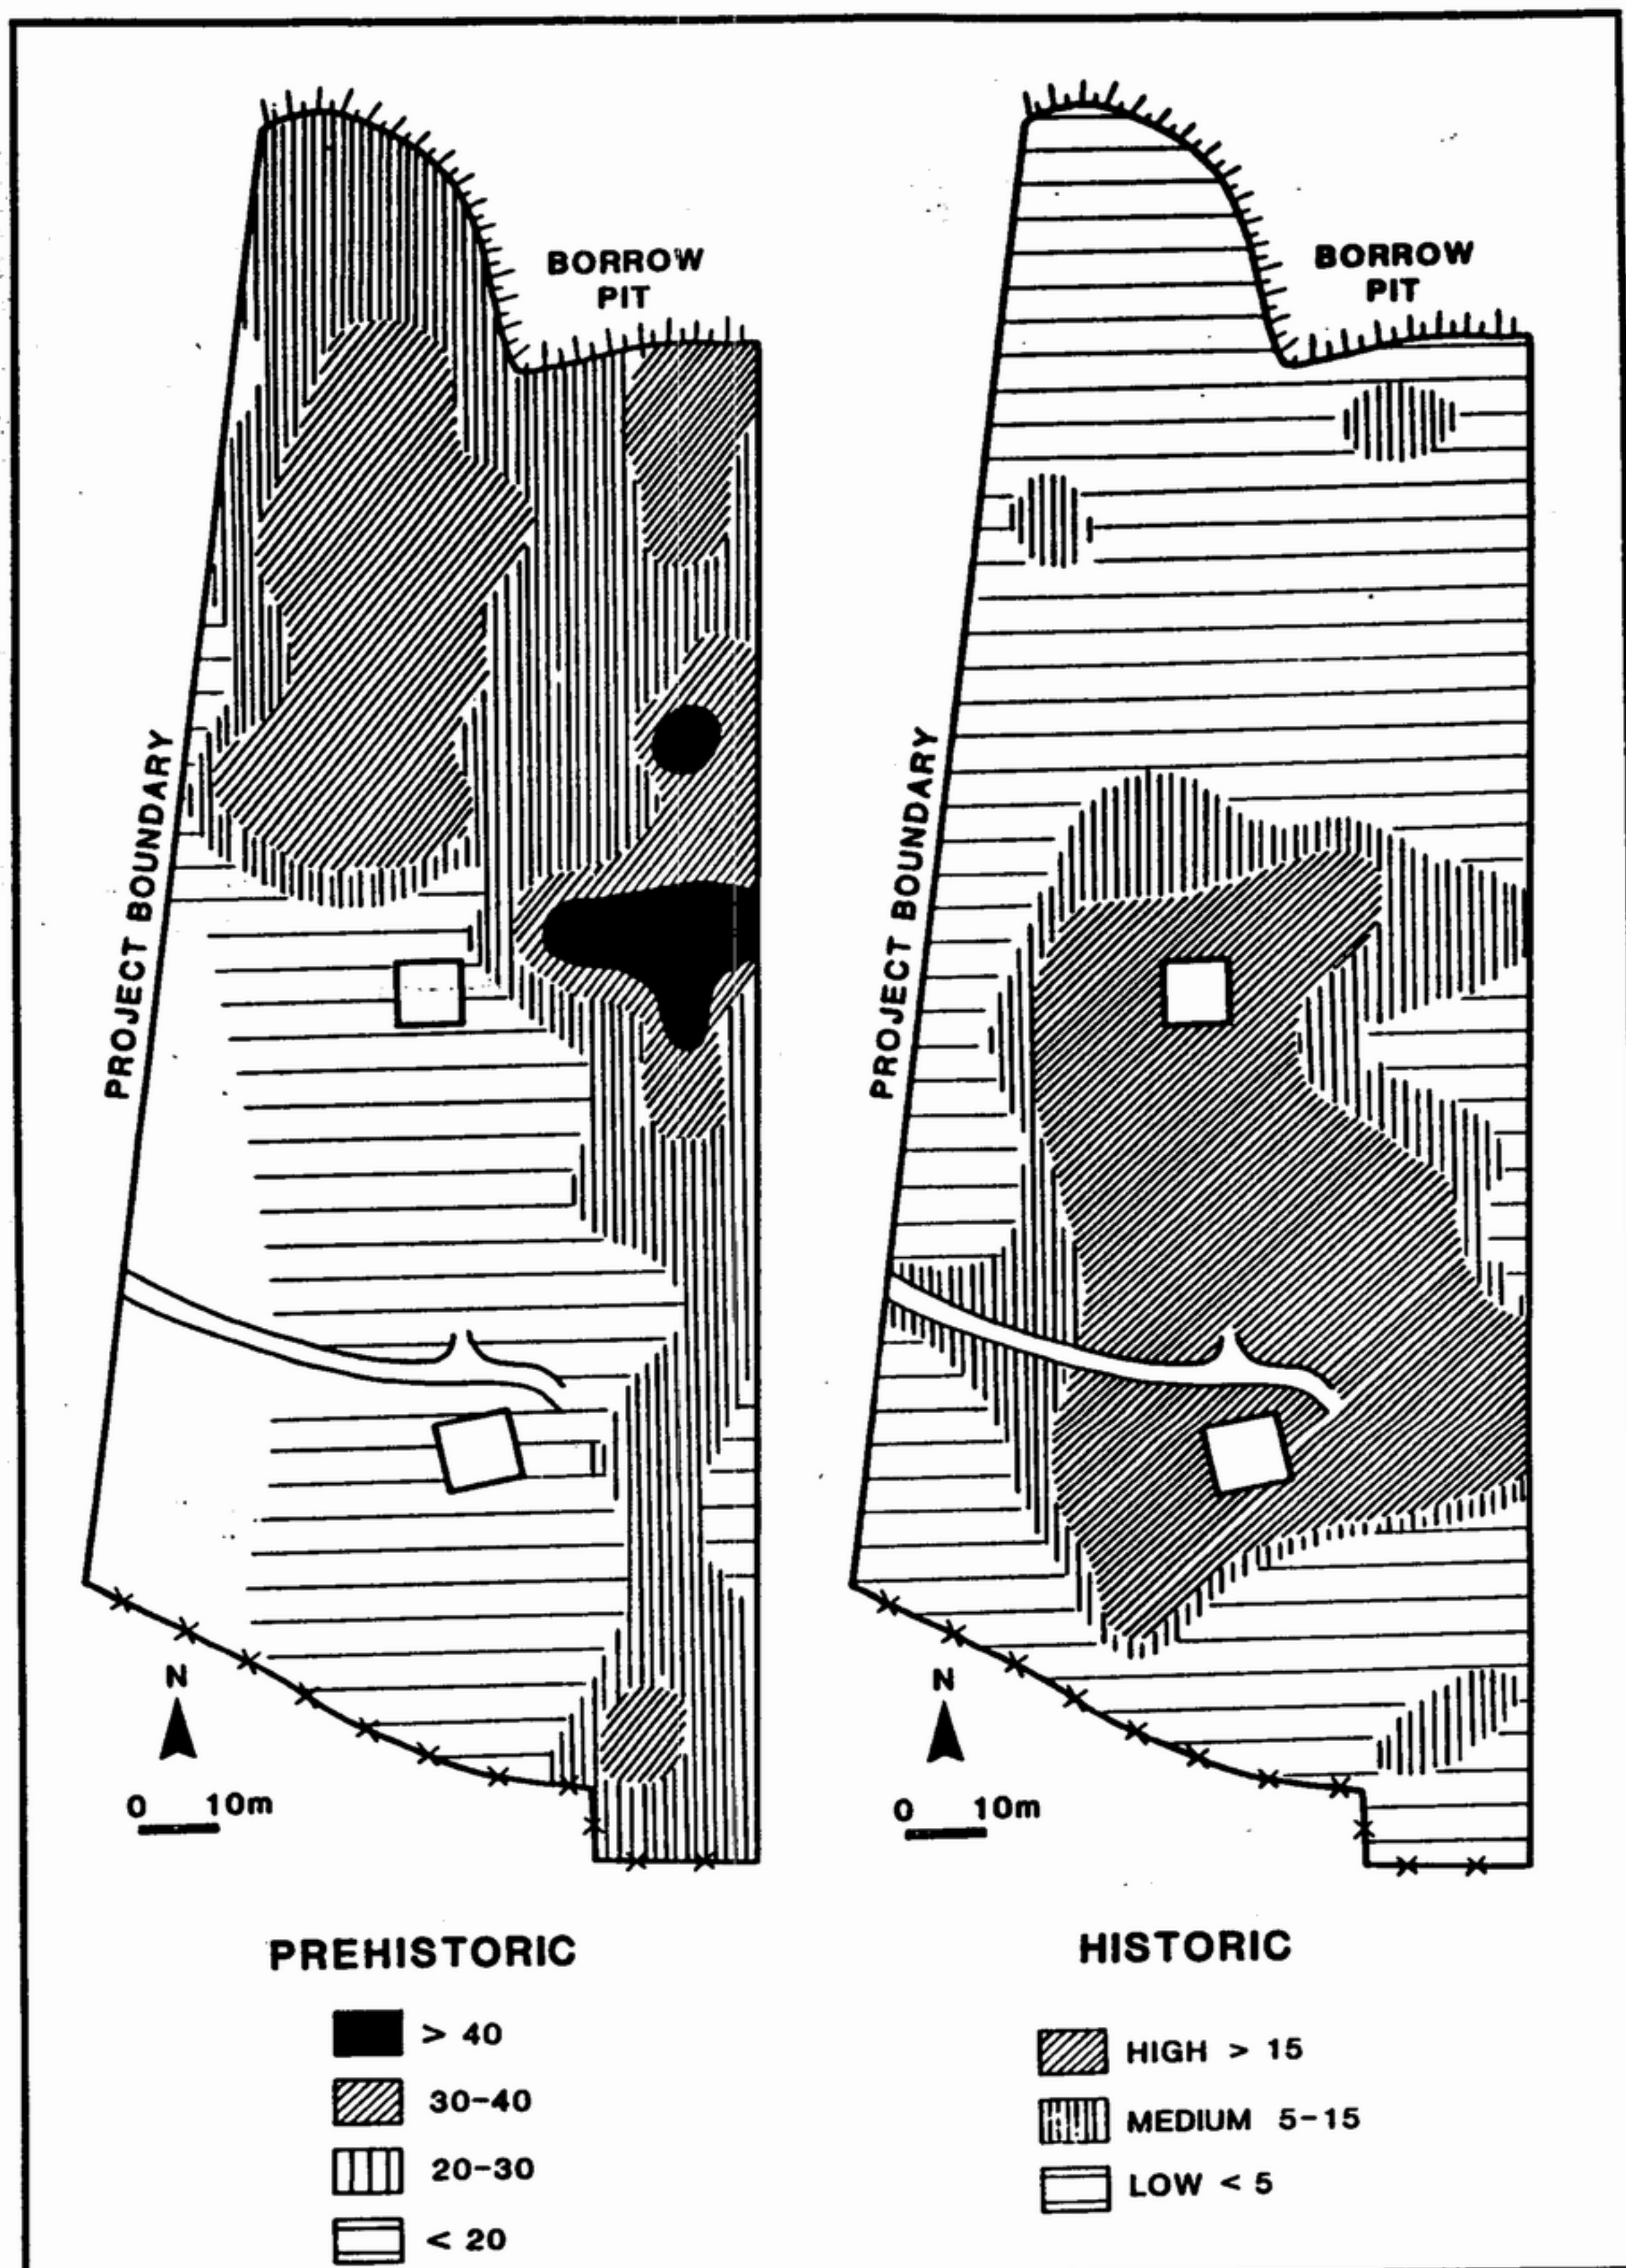 BORROW
PIT
PROJECT BOUNDARY
N
0 10m
PREHISTORIC
> 40
30-40
20-30
< 20
BORROW
PIT
PROJECT BOUNDARY
N
0 10m
HISTORIC
HIGH > 15
MEDIUM 5-15
LOW < 5